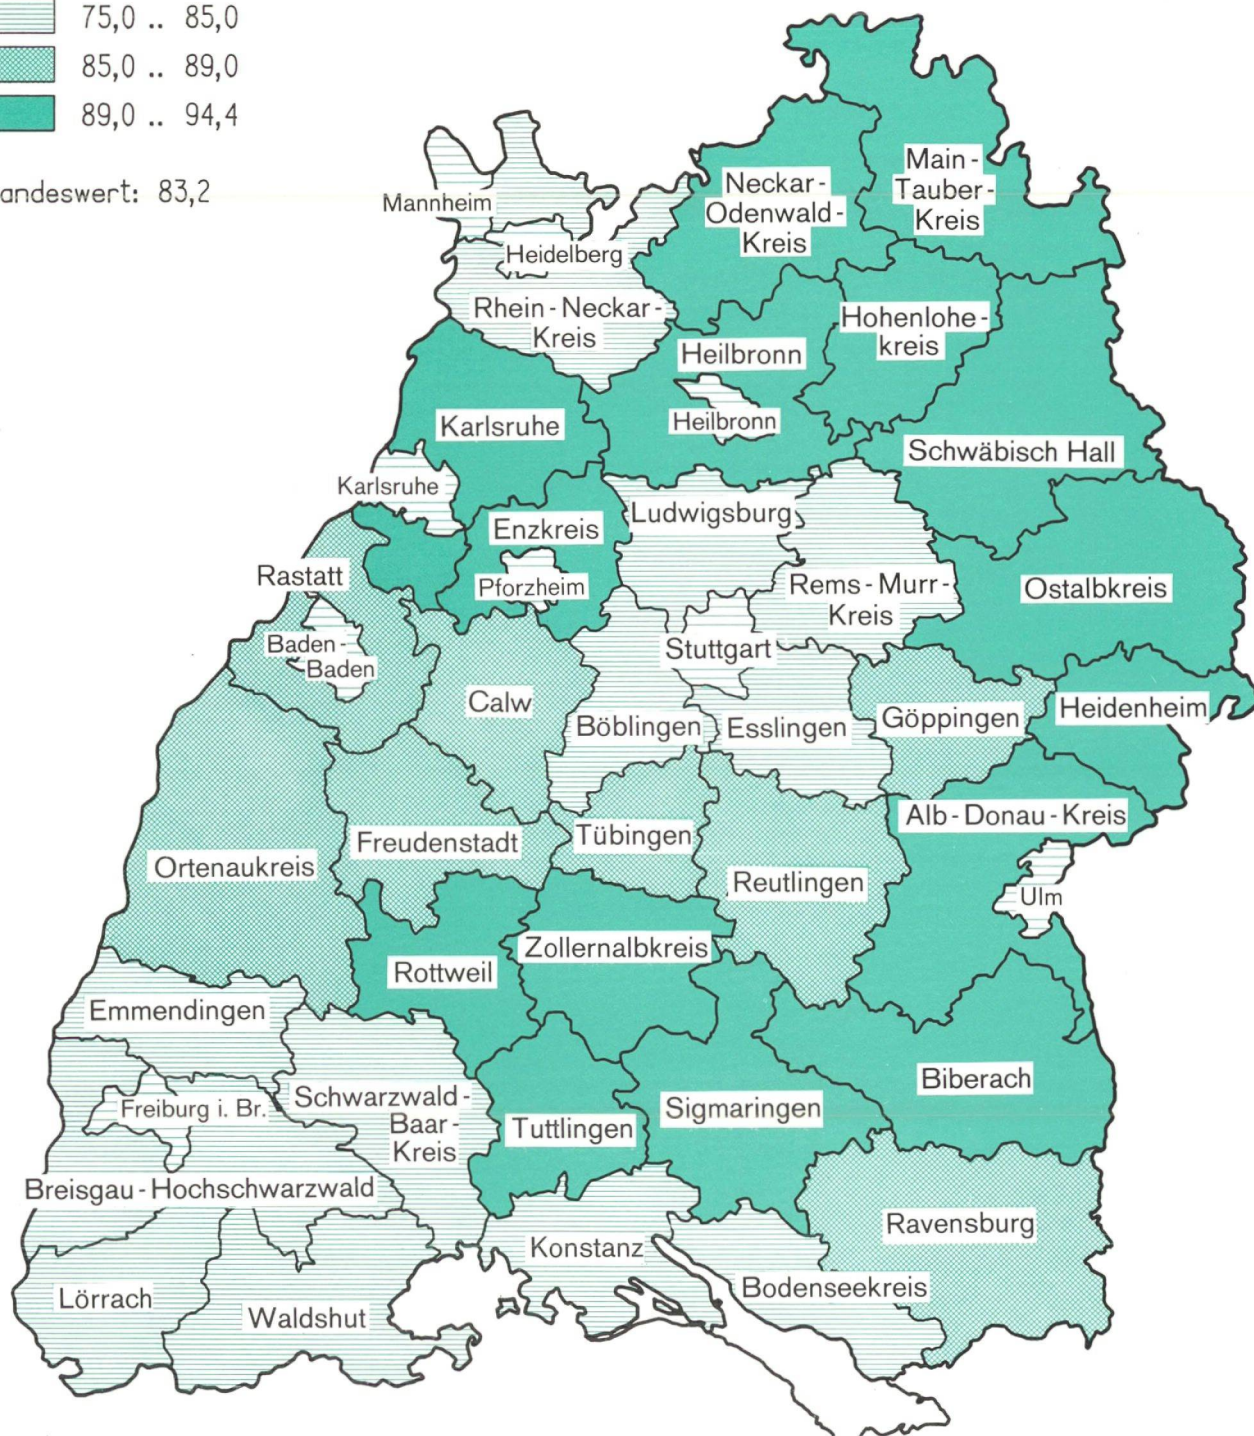 75,0 .. 85,0
85,0 .. 89,0
89,0 .. 94,4
andeswert: 83,2
Main-
Tauber-
Kreis
Neckar-
Odenwald-
Kreis
Mannheim
Heidelberg
Rhein-Neckar-
Kreis
Hohenlohe-
kreis
Heilbronn
Heilbronn
Karlsruhe
Schwäbisch Hall
Karlsruhe
Ludwigsburg
Enzkreis
Rastatt
Pforzheim
Rems-Murr-
Kreis
Ostalbkreis
Baden-
Baden
Stuttgart
Calw
Böblingen
Esslingen
Göppingen
Heidenheim
Alb-Donau-Kreis
Freudenstadt
Tübingen
Ortenaukreis
Reutlingen
Ulm
Zollernalbkreis
Rottweil
Emmendingen
Biberach
Schwarzwald-
Baar-
Kreis
Freiburg i. Br.
Sigmaringen
Tuttlingen
Breisgau-Hochschwarzwald
Ravensburg
Konstanz
Bodenseekreis
Lörrach
Waldshut